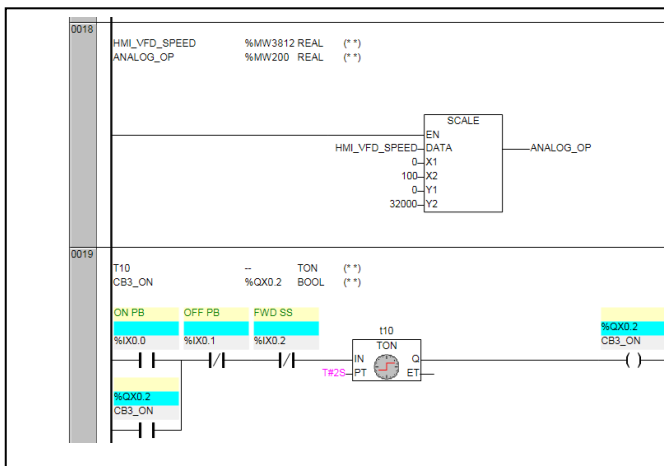 0018
HMI_VFD_SPEED %MW3812 REAL (* *)
ANALOG_OP %MW200 REAL (* *)
SCALE
EN
HMI_VFD_SPEED DATA ANALOG_OP
0 X1
100 X2
0 Y1
32000 Y2
0019
T10 -- TON (* *)
CB3_ON %QX0.2 BOOL (* *)
ON PB OFF PB FWD SS
%IX0.0 %IX0.1 %IX0.2
t10
TON
IN Q
T#2S PT ET
%QX0.2
CB3_ON
%QX0.2
CB3_ON